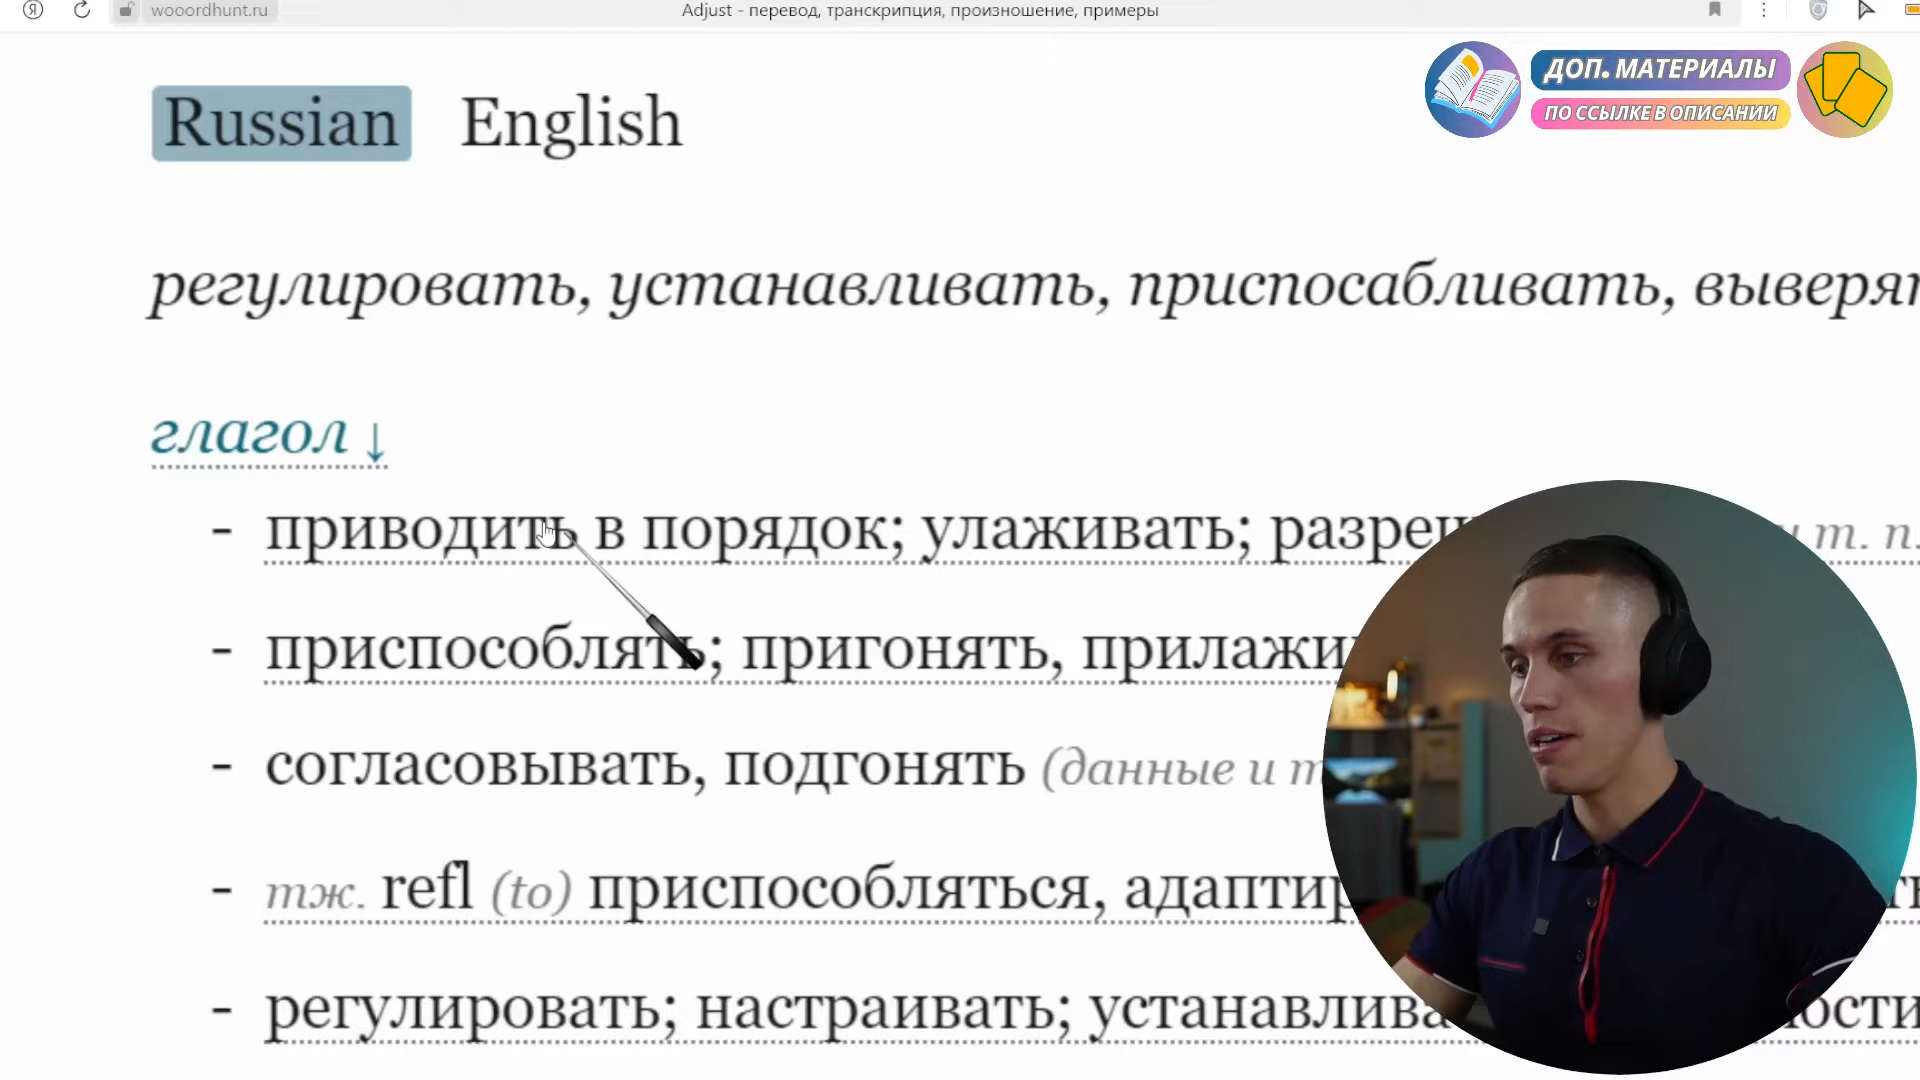 wooordhunt.ru
Adjust - перевод, транскрипция, произношение, примеры
ДОП. МАТЕРИАЛЫ
ПО ССЫЛКЕ В ОПИСАНИИ
Russian English
регулировать, устанавливать, приспосабливать,
глагол ↓
- приводить в порядок; улаживать; и т. п.
- приспособлять; пригонять,
- согласовывать, подгонять (данные и
- тж. refl (to) приспособляться,
- регулировать; настраивать;